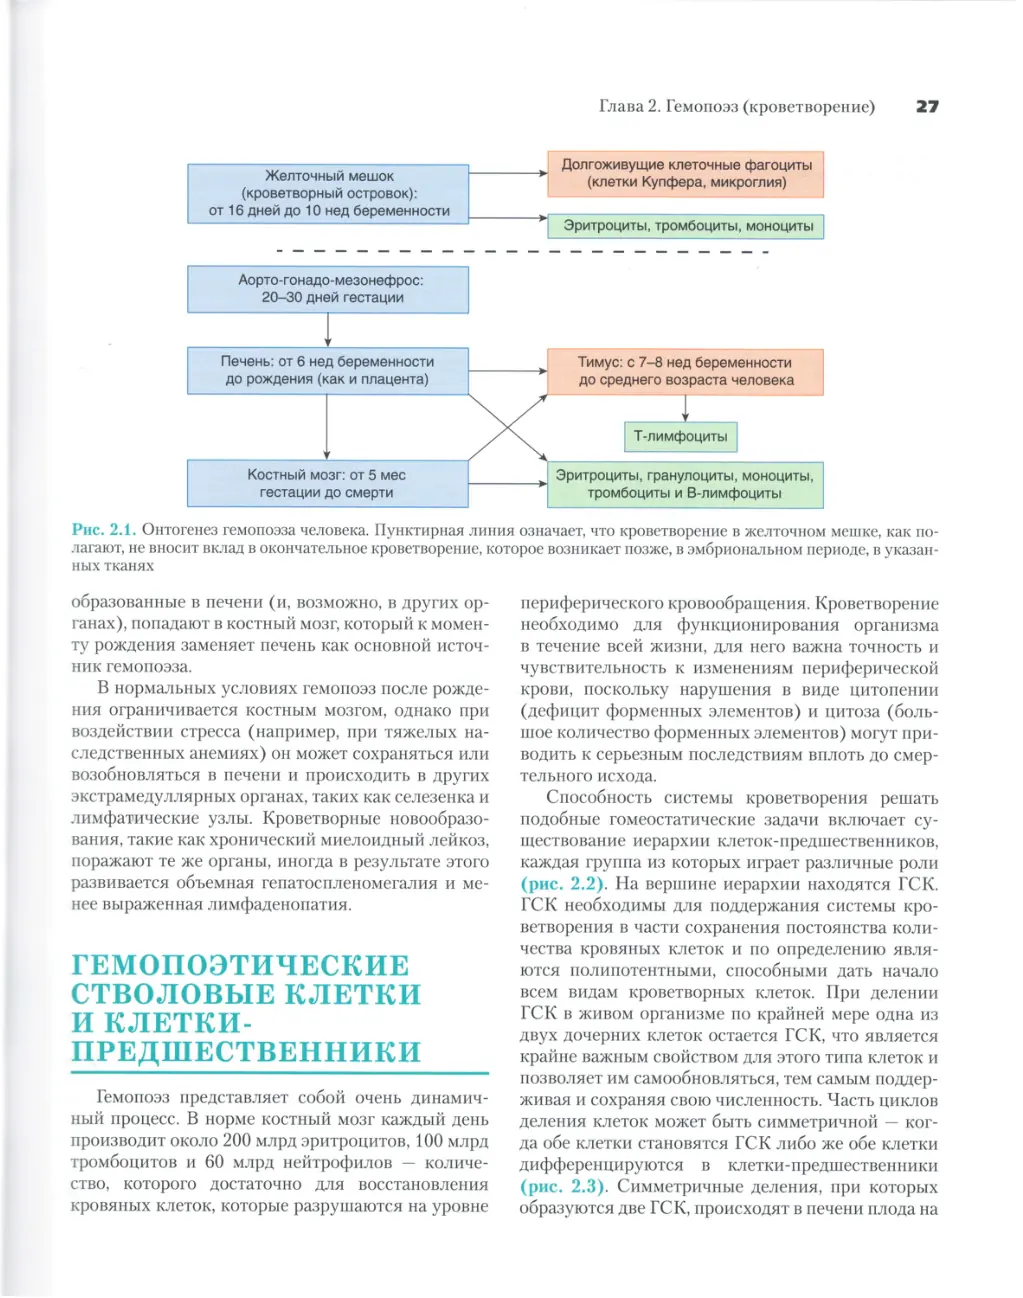 Глава 2. Гемопоэз (кроветворение) 27
Желточный мешок
(кроветворный островок):
от 16 дней до 10 нед беременности
Долгоживущие клеточные фагоциты
(клетки Купфера, микроглия)
Эритроциты, тромбоциты, моноциты
Аорто-гонадо-мезонефрос:
20–30 дней гестации
Печень: от 6 нед беременности
до рождения (как и плацента)
Тимус: с 7–8 нед беременности
до среднего возраста человека
Т-лимфоциты
Костный мозг: от 5 мес
гестации до смерти
Эритроциты, гранулоциты, моноциты,
тромбоциты и В-лимфоциты
Рис. 2.1. Онтогенез гемопоэза человека. Пунктирная линия означает, что кроветворение в желточном мешке, как по-
лагают, не вносит вклад в окончательное кроветворение, которое возникает позже, в эмбриональном периоде, в указан-
ных тканях
образованные в печени (и, возможно, в других ор-
ганах), попадают в костный мозг, который к момен-
ту рождения заменяет печень как основной источ-
ник гемопоэза.
В нормальных условиях гемопоэз после рожде-
ния ограничивается костным мозгом, однако при
воздействии стресса (например, при тяжелых на-
следственных анемиях) он может сохраняться или
возобновляться в печени и происходить в других
экстрамедуллярных органах, таких как селезенка и
лимфатические узлы. Кроветворные новообразо-
вания, такие как хронический миелоидный лейкоз,
поражают те же органы, иногда в результате этого
развивается объемная гепатоспленомегалия и ме-
нее выраженная лимфаденопатия.
ГЕМОПОЭТИЧЕСКИЕ
СТВОЛОВЫЕ КЛЕТКИ
И КЛЕТКИ-
ПРЕДШЕСТВЕННИКИ
Гемопоэз представляет собой очень динамич-
ный процесс. В норме костный мозг каждый день
производит около 200 млрд эритроцитов, 100 млрд
тромбоцитов и 60 млрд нейтрофилов — количе-
ство, которого достаточно для восстановления
кровяных клеток, которые разрушаются на уровне
периферического кровообращения. Кроветворение
необходимо для функционирования организма
в течение всей жизни, для него важна точность и
чувствительность к изменениям периферической
крови, поскольку нарушения в виде цитопении
(дефицит форменных элементов) и цитоза (боль-
шое количество форменных элементов) могут при-
водить к серьезным последствиям вплоть до смер-
тельного исхода.
Способность системы кроветворения решать
подобные гомеостатические задачи включает су-
ществование иерархии клеток-предшественников,
каждая группа из которых играет различные роли
(рис. 2.2). На вершине иерархии находятся ГСК.
ГСК необходимы для поддержания системы кро-
ветворения в части сохранения постоянства коли-
чества кровяных клеток и по определению явля-
ются полипотентными, способными дать начало
всем видам кроветворных клеток. При делении
ГСК в живом организме по крайней мере одна из
двух дочерних клеток остается ГСК, что является
крайне важным свойством для этого типа клеток и
позволяет им самообновляться, тем самым поддер-
живая и сохраняя свою численность. Часть циклов
деления клеток может быть симметричной — ког-
да обе клетки становятся ГСК либо же обе клетки
дифференцируются в клетки-предшественники
(рис. 2.3). Симметричные деления, при которых
образуются две ГСК, происходят в печени плода на